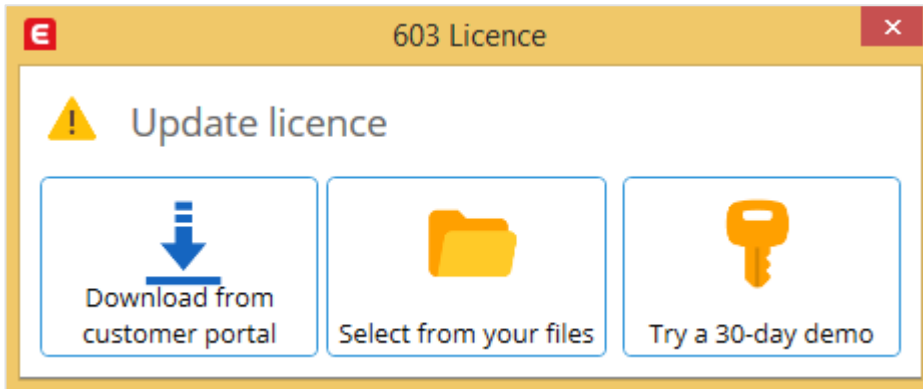 E
603 Licence
Update licence
Download from
customer portal
Select from your files
Try a 30-day demo